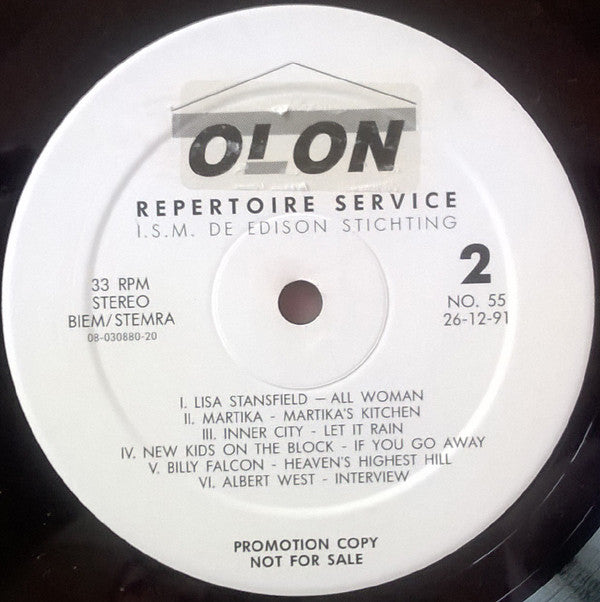 OLON
REPERTOIRE SERVICE
I.S.M. DE EDISON STICHTING
33 RPM
STEREO
BIEM/STEMRA
08-030880-20
2
NO. 55
26-12-91
I. LISA STANSFIELD – ALL WOMAN
II. MARTIKA - MARTIKA'S KITCHEN
III. INNER CITY - LET IT RAIN
IV. NEW KIDS ON THE BLOCK - IF YOU GO AWAY
V. BILLY FALCON - HEAVEN'S HIGHEST HILL
VI. ALBERT WEST - INTERVIEW
PROMOTION COPY
NOT FOR SALE